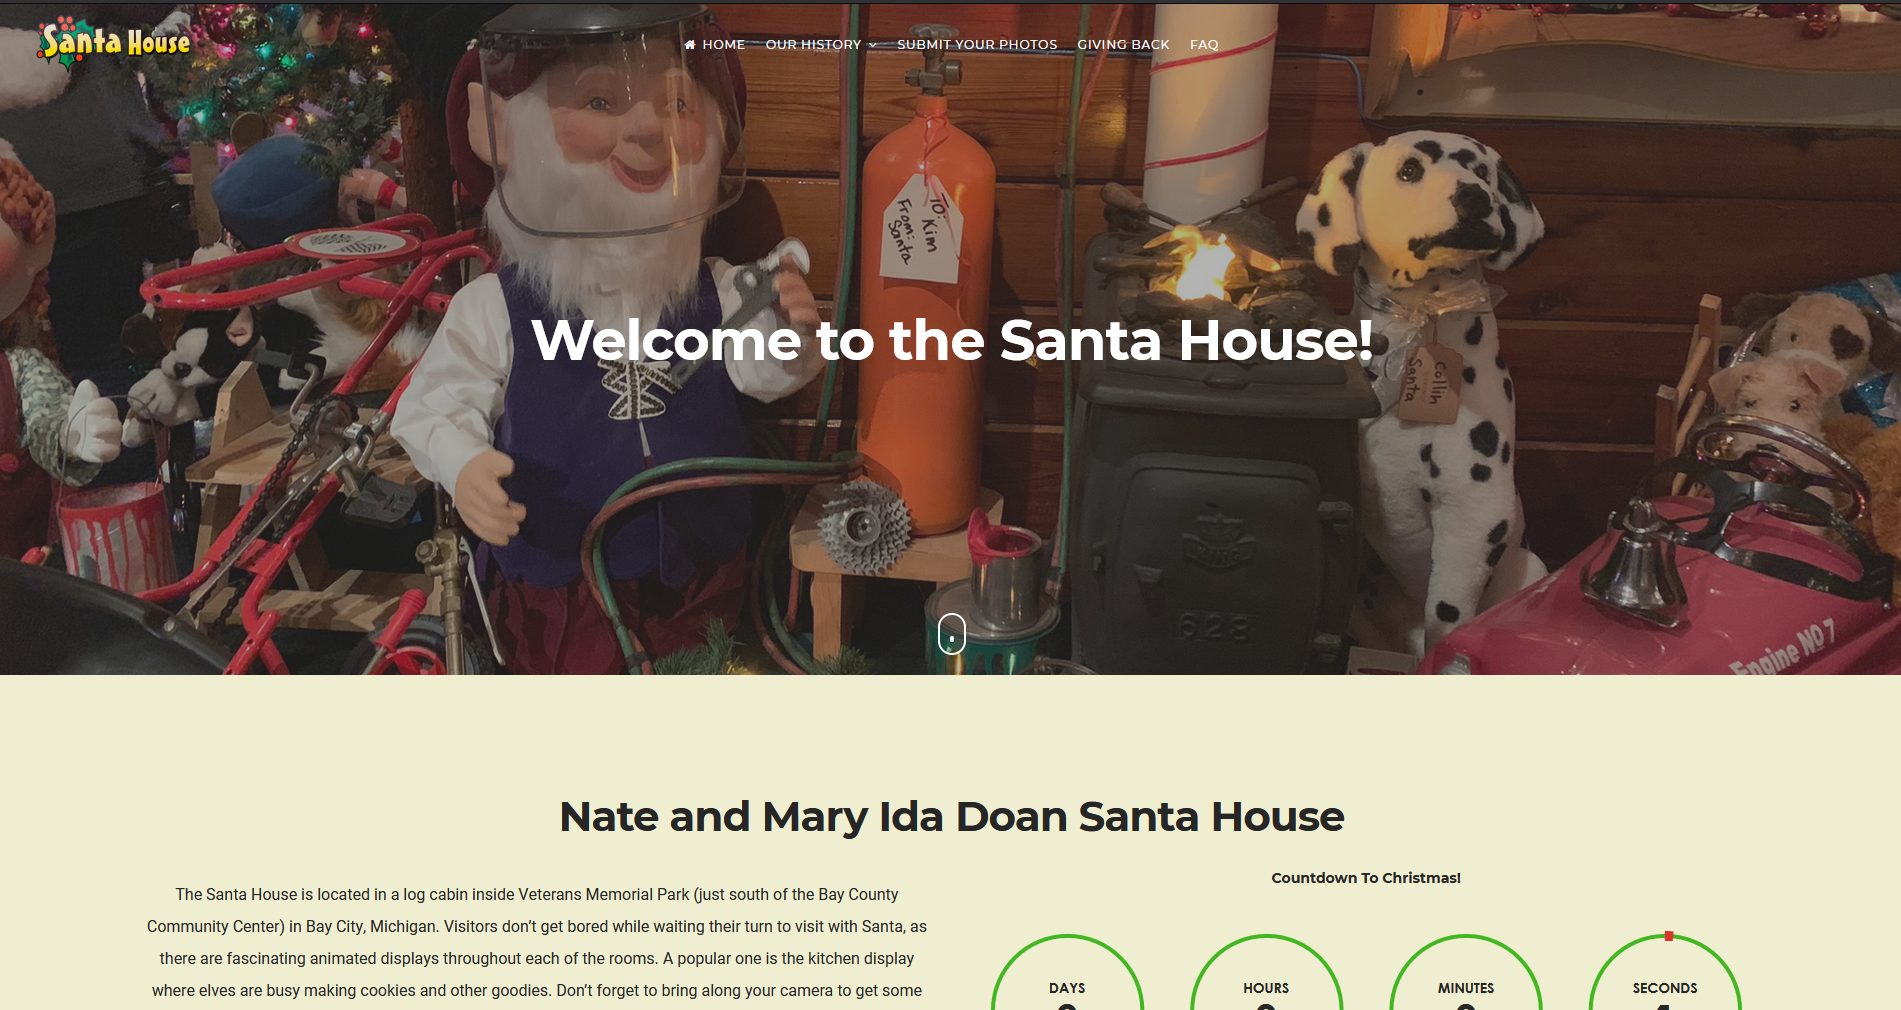 Santa House
HOME OUR HISTORY SUBMIT YOUR PHOTOS GIVING BACK FAQ
TO: Kim
From: Santa
Welcome to the Santa House!
Collin
Santa
KING
628
Engine Nº 7
Nate and Mary Ida Doan Santa House
The Santa House is located in a log cabin inside Veterans Memorial Park (just south of the Bay County
Community Center) in Bay City, Michigan. Visitors don’t get bored while waiting their turn to visit with Santa, as
there are fascinating animated displays throughout each of the rooms. A popular one is the kitchen display
where elves are busy making cookies and other goodies. Don’t forget to bring along your camera to get some
Countdown To Christmas!
DAYS HOURS MINUTES SECONDS